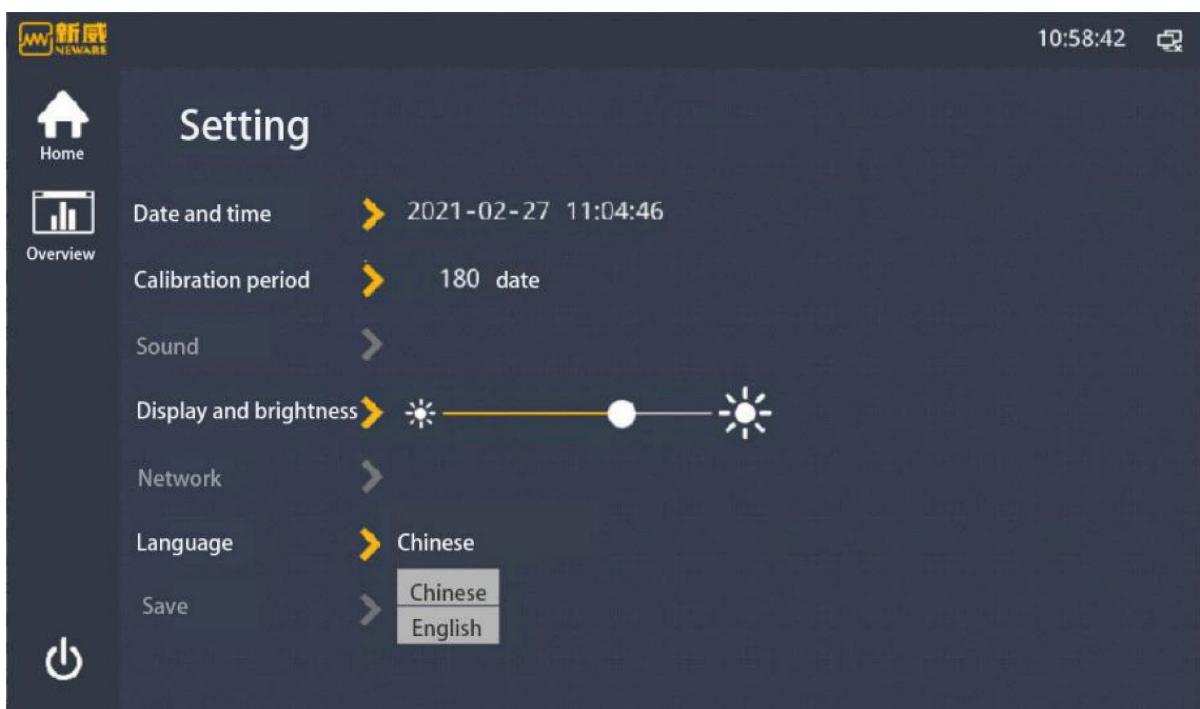 新威
NEWARE
10:58:42
Home
Overview
Setting
Date and time 2021-02-27 11:04:46
Calibration period 180 date
Sound
Display and brightness
Network
Language Chinese
Chinese
Save
English